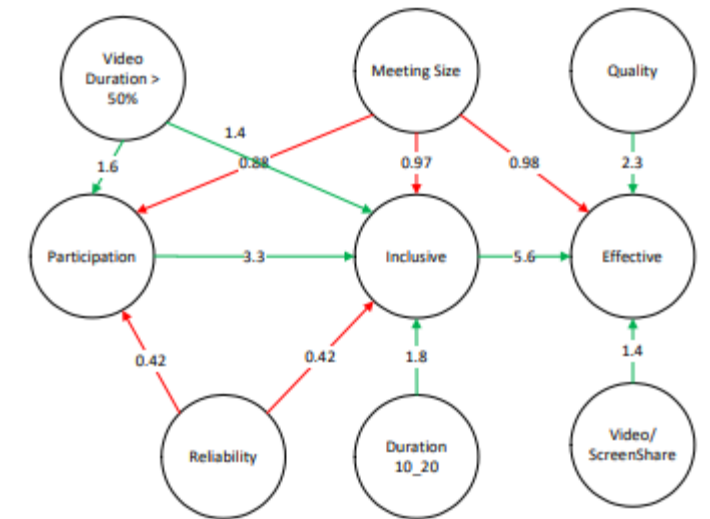 Video
Duration >
50%
Meeting Size
Quality
1.4
1.6
0.88
0.97
0.98
2.3
Participation
3.3
Inclusive
5.6
Effective
0.42
0.42
1.8
1.4
Reliability
Duration
10_20
Video/
ScreenShare